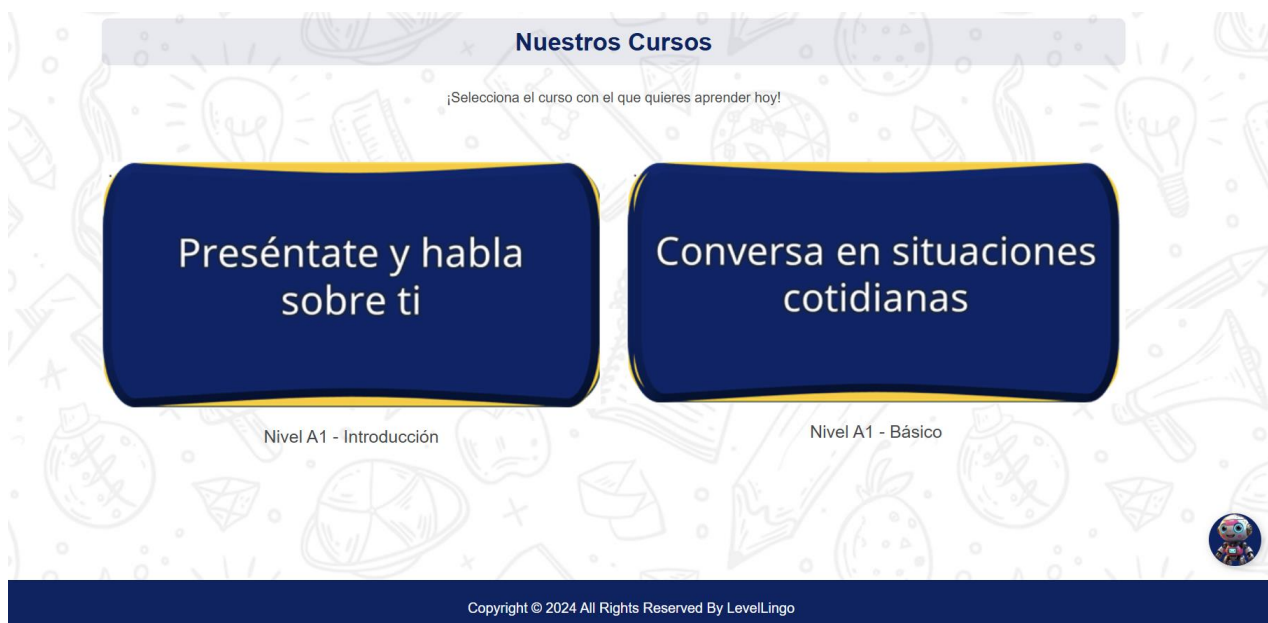 Nuestros Cursos
¡Selecciona el curso con el que quieres aprender hoy!
Preséntate y habla
sobre ti
Nivel A1 - Introducción
Conversa en situaciones
cotidianas
Nivel A1 - Básico
Copyright © 2024 All Rights Reserved By LevelLingo